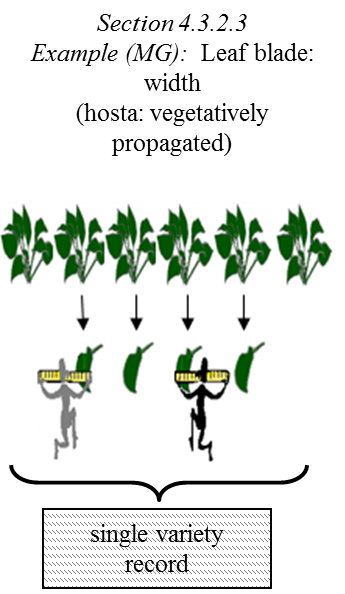 Section 4.3.2.3
Example (MG): Leaf blade:
width
(hosta: vegetatively
propagated)
single variety
record